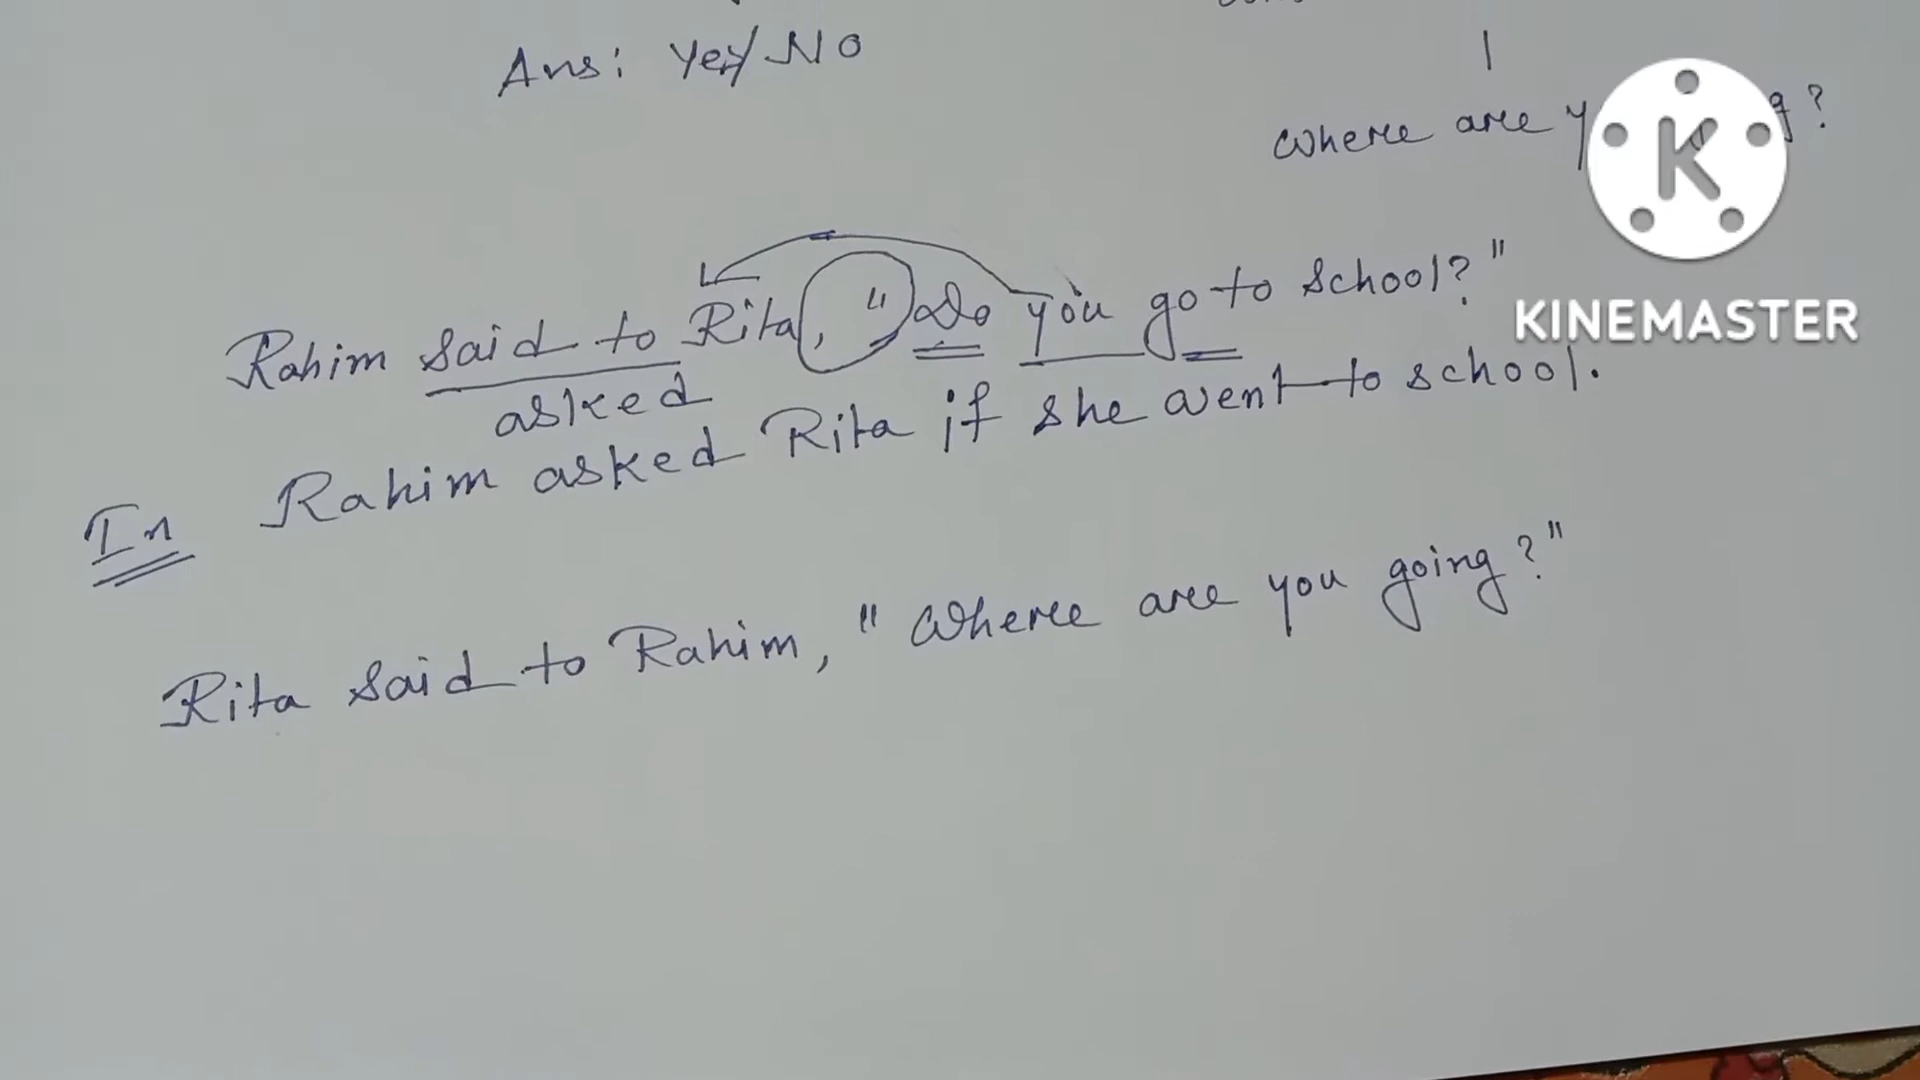 Ans: Yes/No
|
Where are
Rahim said to Rita, "Do you go to school?"
asked
In Rahim asked Rita if she went to school.
Rita said to Rahim, "Where are you going?"
KINEMASTER